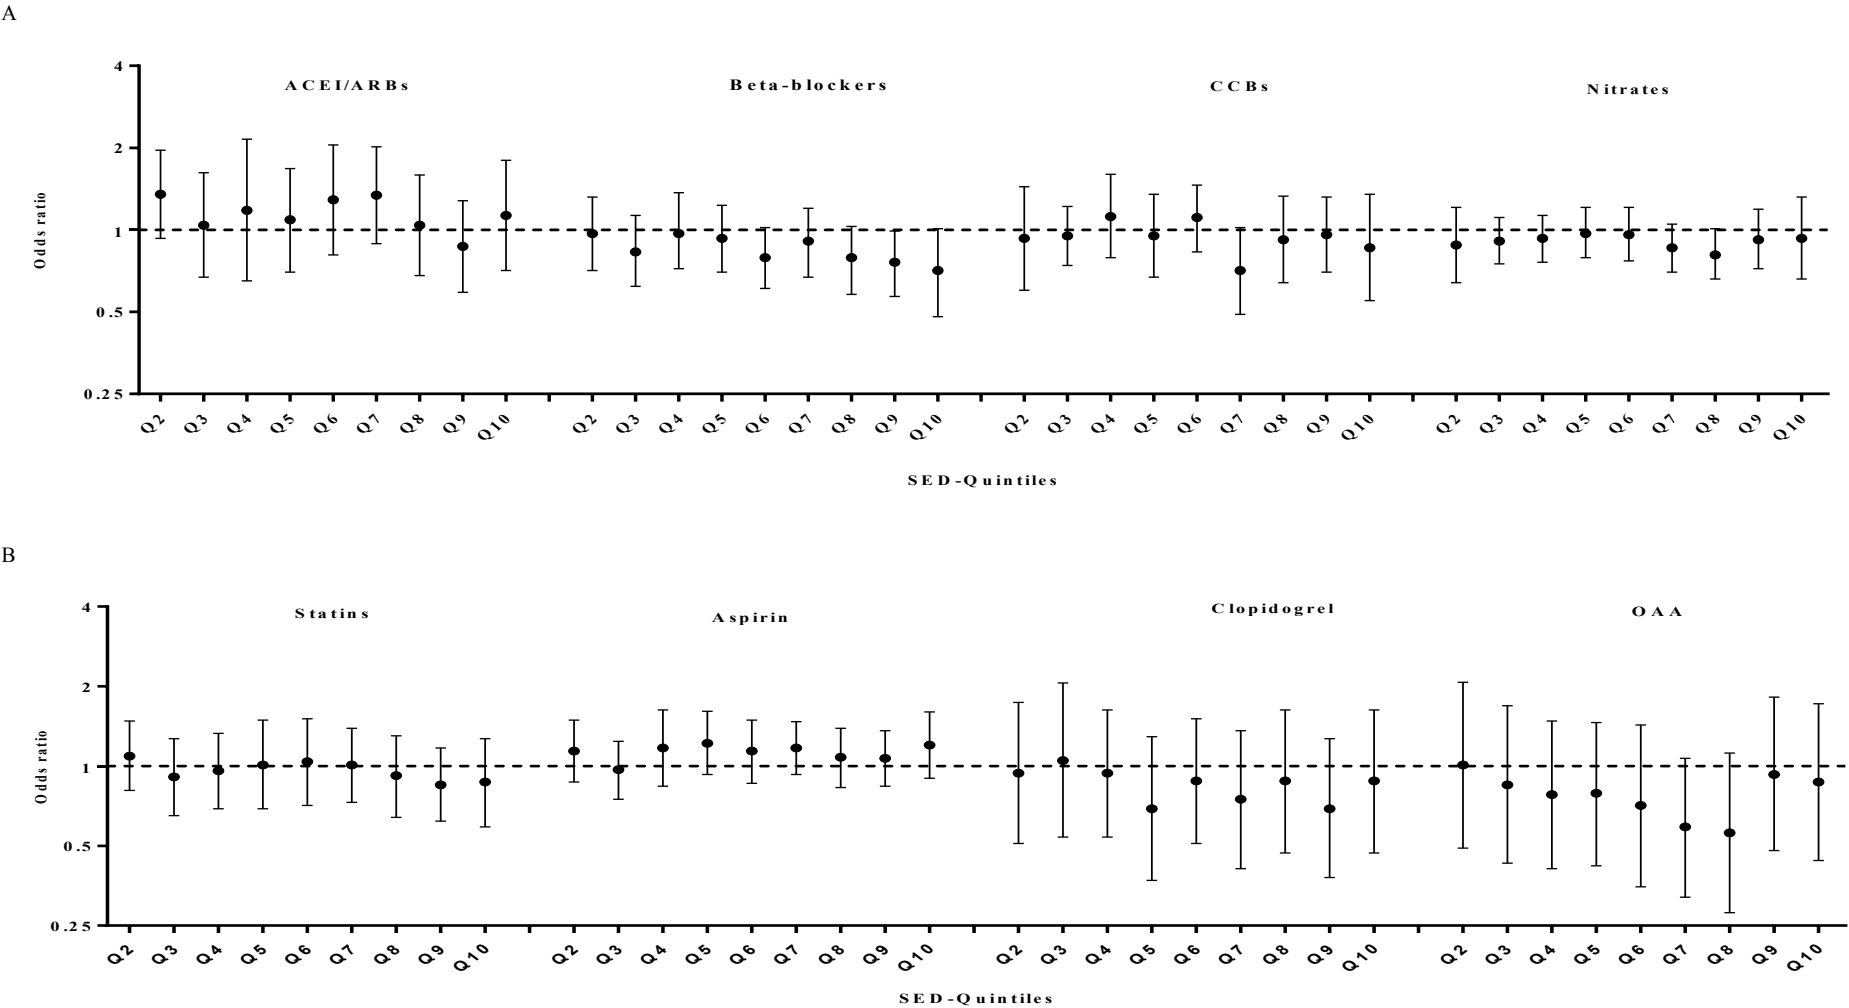 A
ACEI/ARBs Beta-blockers CCBs Nitrates
4
2
1
0.5
0.25
Odds ratio
Q2 Q3 Q4 Q5 Q6 Q7 Q8 Q9 Q10 Q2 Q3 Q4 Q5 Q6 Q7 Q8 Q9 Q10 Q2 Q3 Q4 Q5 Q6 Q7 Q8 Q9 Q10 Q2 Q3 Q4 Q5 Q6 Q7 Q8 Q9 Q10
SED-Quintiles
B
Statins Aspirin Clopidogrel OAA
4
2
1
0.5
0.25
Odds ratio
Q2 Q3 Q4 Q5 Q6 Q7 Q8 Q9 Q10 Q2 Q3 Q4 Q5 Q6 Q7 Q8 Q9 Q10 Q2 Q3 Q4 Q5 Q6 Q7 Q8 Q9 Q10 Q2 Q3 Q4 Q5 Q6 Q7 Q8 Q9 Q10
SED-Quintiles